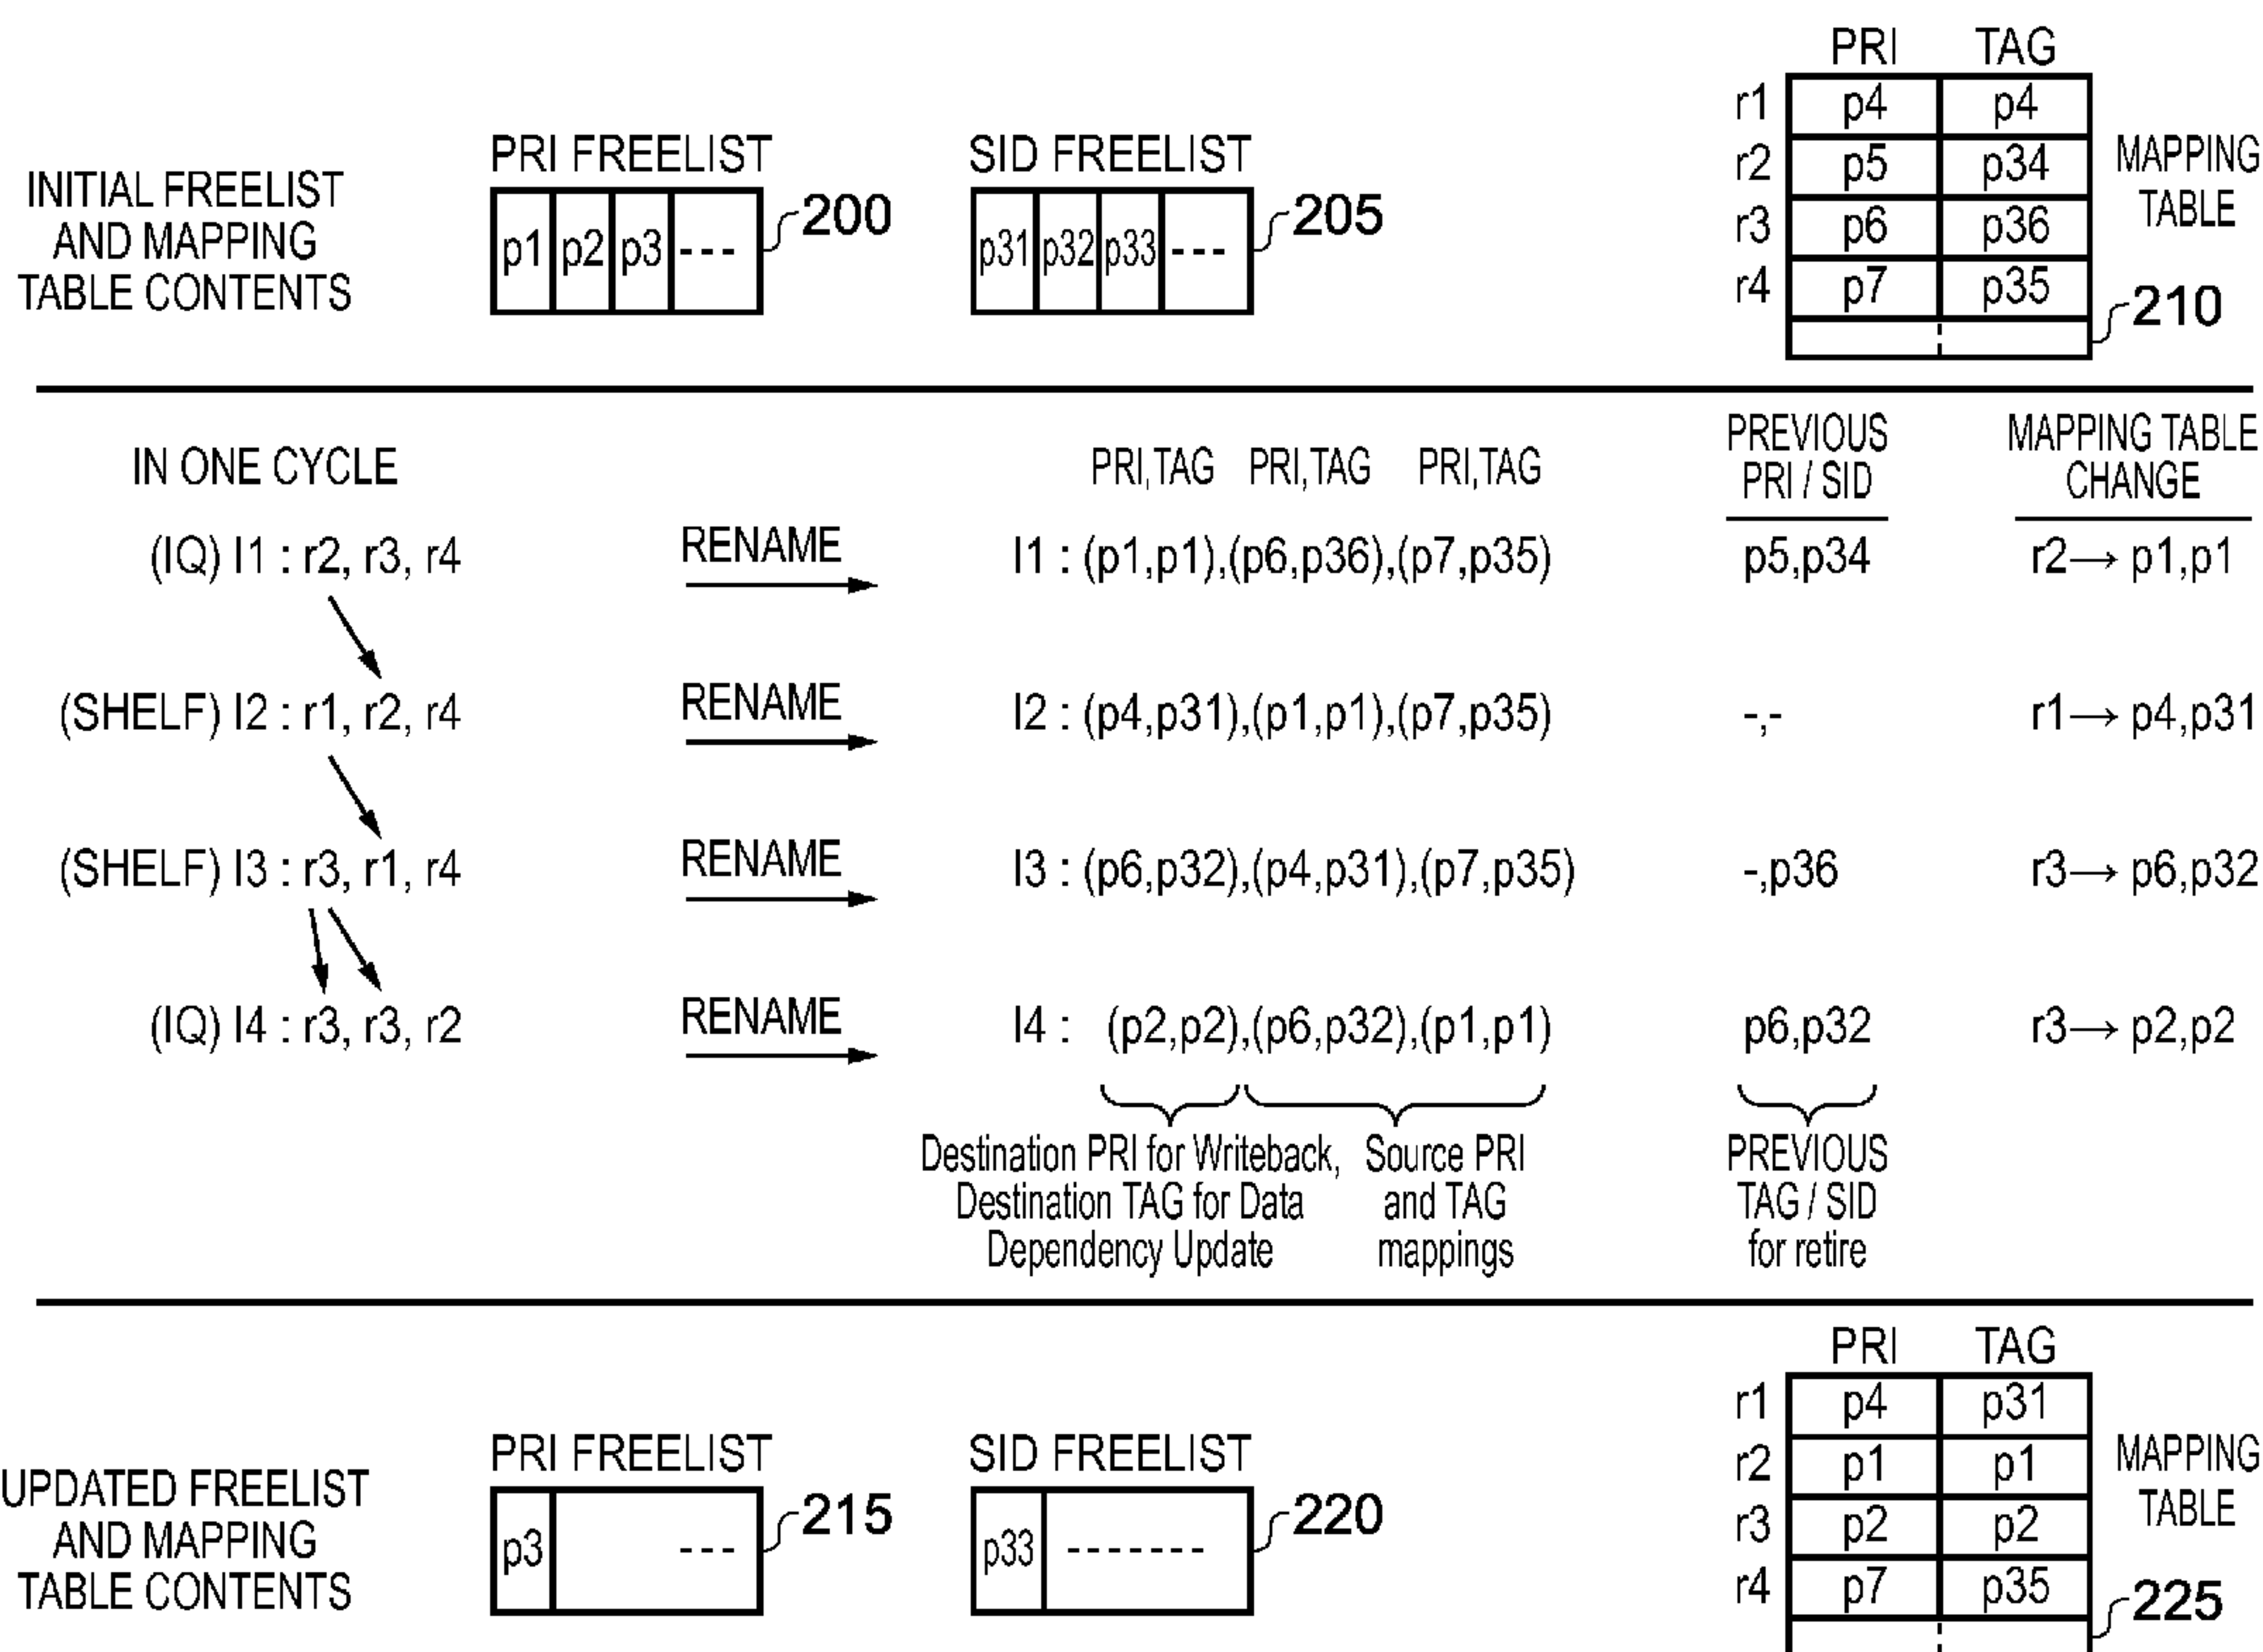 PRI TAG
r1 p4 p4
r2 p5 p34
r3 p6 p36
r4 p7 p35
MAPPING
TABLE
210
INITIAL FREELIST
AND MAPPING
TABLE CONTENTS
PRI FREELIST
p1 p2 p3 ---
200
SID FREELIST
p31 p32 p33 ---
205
IN ONE CYCLE
PRI,TAG PRI,TAG PRI,TAG
PREVIOUS
PRI / SID
MAPPING TABLE
CHANGE
(IQ) I1 : r2, r3, r4 RENAME I1 : (p1,p1),(p6,p36),(p7,p35) p5,p34 r2→ p1,p1
(SHELF) I2 : r1, r2, r4 RENAME I2 : (p4,p31),(p1,p1),(p7,p35) -,- r1→ p4,p31
(SHELF) I3 : r3, r1, r4 RENAME I3 : (p6,p32),(p4,p31),(p7,p35) -,p36 r3→ p6,p32
(IQ) I4 : r3, r3, r2 RENAME I4 : (p2,p2),(p6,p32),(p1,p1) p6,p32 r3→ p2,p2
Destination PRI for Writeback,
Destination TAG for Data
Dependency Update
Source PRI
and TAG
mappings
PREVIOUS
TAG / SID
for retire
PRI TAG
r1 p4 p31
r2 p1 p1
r3 p2 p2
r4 p7 p35
MAPPING
TABLE
225
UPDATED FREELIST
AND MAPPING
TABLE CONTENTS
PRI FREELIST
p3 ---
215
SID FREELIST
p33 -------
220